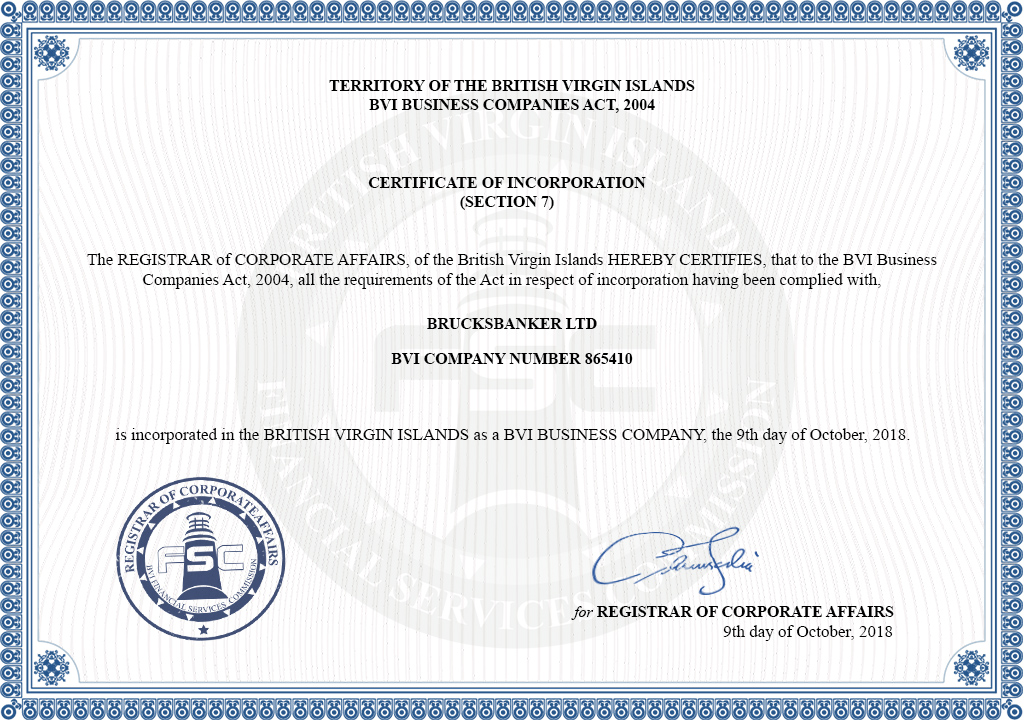 TERRITORY OF THE BRITISH VIRGIN ISLANDS
BVI BUSINESS COMPANIES ACT, 2004
CERTIFICATE OF INCORPORATION
(SECTION 7)
The REGISTRAR of CORPORATE AFFAIRS, of the British Virgin Islands HEREBY CERTIFIES, that to the BVI Business
Companies Act, 2004, all the requirements of the Act in respect of incorporation having been complied with,
BRUCKSBANKER LTD
BVI COMPANY NUMBER 865410
is incorporated in the BRITISH VIRGIN ISLANDS as a BVI BUSINESS COMPANY, the 9th day of October, 2018.
REGISTRAR OF CORPORATE AFFAIRS
FSC
BVI FINANCIAL SERVICES COMMISSION
for REGISTRAR OF CORPORATE AFFAIRS
9th day of October, 2018
BRITISH VIRGIN ISLANDS
FSC
FINANCIAL SERVICES COMMISSION